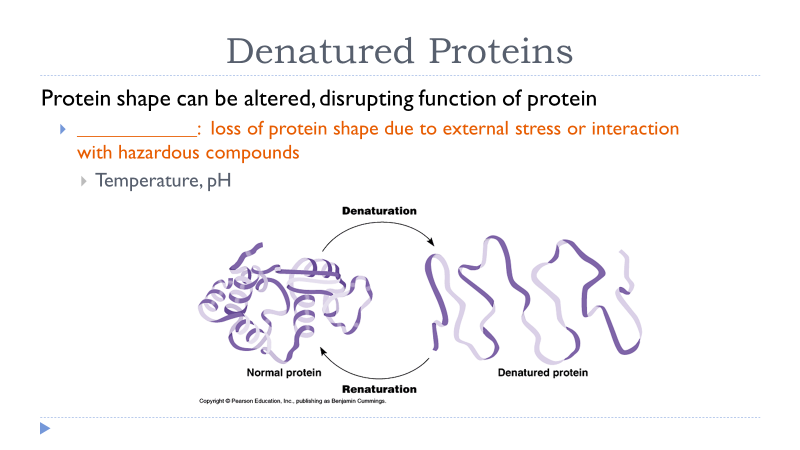 Denatured Proteins
Protein shape can be altered, disrupting function of protein
____________: loss of protein shape due to external stress or interaction
with hazardous compounds
Temperature, pH
Denaturation
Normal protein
Denatured protein
Renaturation
Copyright © Pearson Education, Inc., publishing as Benjamin Cummings.